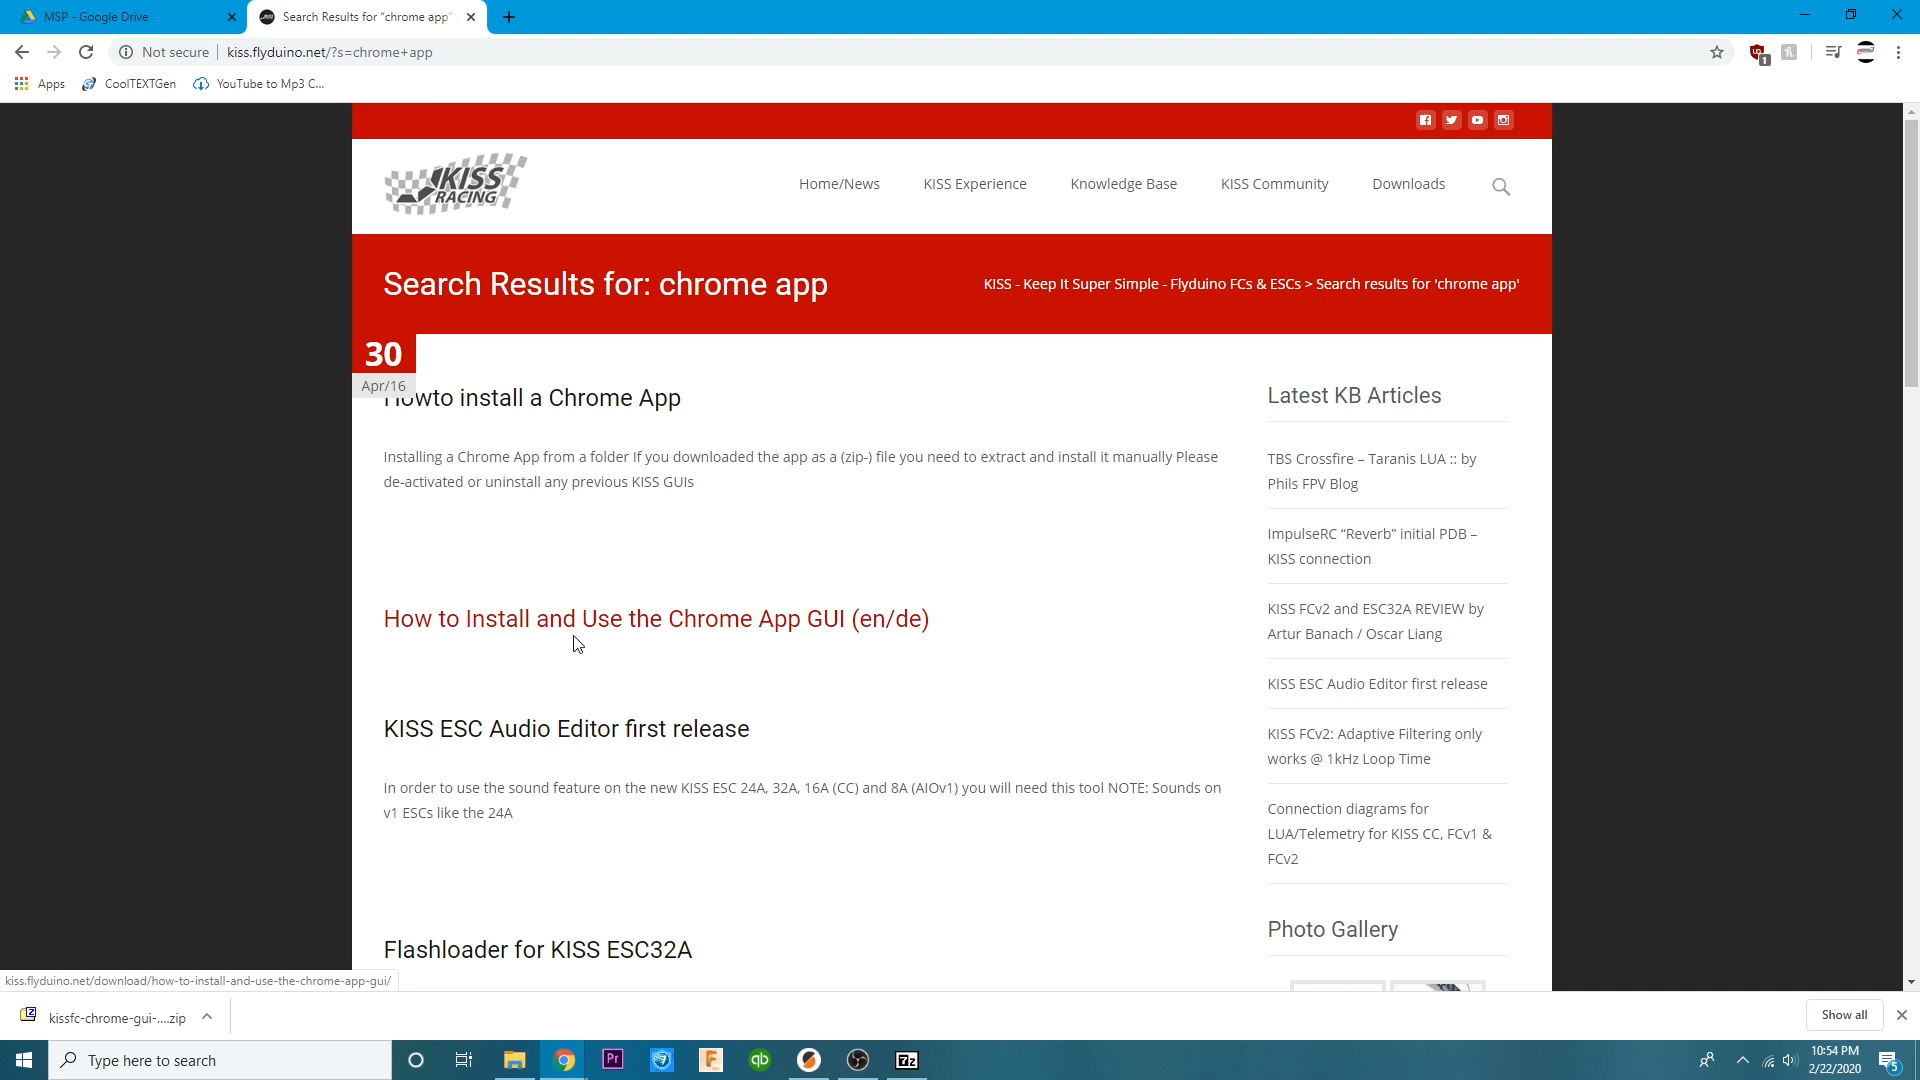 MSP - Google Drive
Search Results for "chrome app"
Not secure
kiss.flyduino.net/?s=chrome+app
1
Apps
CoolTEXTGen
YouTube to Mp3 C...
KISS
RACING
Home/News
KISS Experience
Knowledge Base
KISS Community
Downloads
Search Results for: chrome app
KISS - Keep It Super Simple - Flyduino FCs & ESCs > Search results for 'chrome app'
30
Apr/16
Howto install a Chrome App
Installing a Chrome App from a folder If you downloaded the app as a (zip-) file you need to extract and install it manually Please
de-activated or uninstall any previous KISS GUIs
How to Install and Use the Chrome App GUI (en/de)
KISS ESC Audio Editor first release
In order to use the sound feature on the new KISS ESC 24A, 32A, 16A (CC) and 8A (AIOv1) you will need this tool NOTE: Sounds on
v1 ESCs like the 24A
Flashloader for KISS ESC32A
Latest KB Articles
TBS Crossfire – Taranis LUA :: by
Phils FPV Blog
ImpulseRC “Reverb” initial PDB –
KISS connection
KISS FCv2 and ESC32A REVIEW by
Artur Banach / Oscar Liang
KISS ESC Audio Editor first release
KISS FCv2: Adaptive Filtering only
works @ 1kHz Loop Time
Connection diagrams for
LUA/Telemetry for KISS CC, FCv1 &
FCv2
Photo Gallery
kiss.flyduino.net/download/how-to-install-and-use-the-chrome-app-gui/
kissfc-chrome-gui-....zip
Show all
Type here to search
Pr
F
qb
7z
10:54 PM
2/22/2020
5